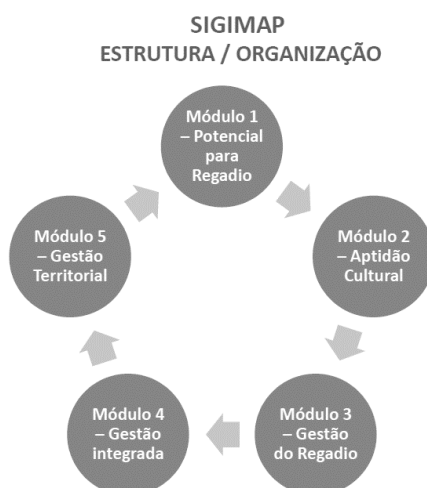 SIGIMAP
ESTRUTURA / ORGANIZAÇÃO
Módulo 1
– Potencial
para
Regadio
Módulo 2
– Aptidão
Cultural
Módulo 3
– Gestão
do Regadio
Módulo 4
– Gestão
integrada
Módulo 5
– Gestão
Territorial